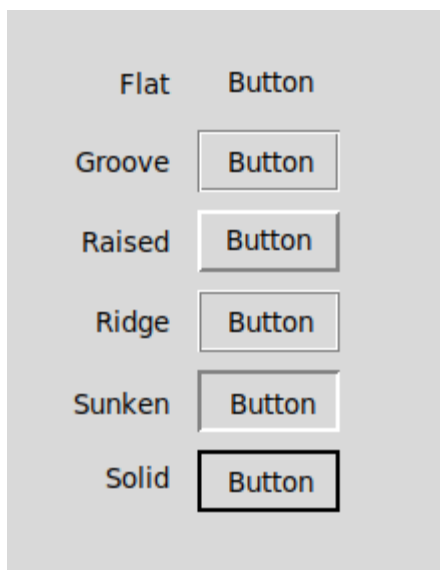 Flat Button
Groove Button
Raised Button
Ridge Button
Sunken Button
Solid Button